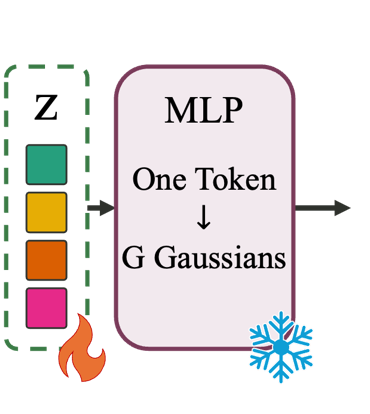 z
MLP
One Token
↓
G Gaussians